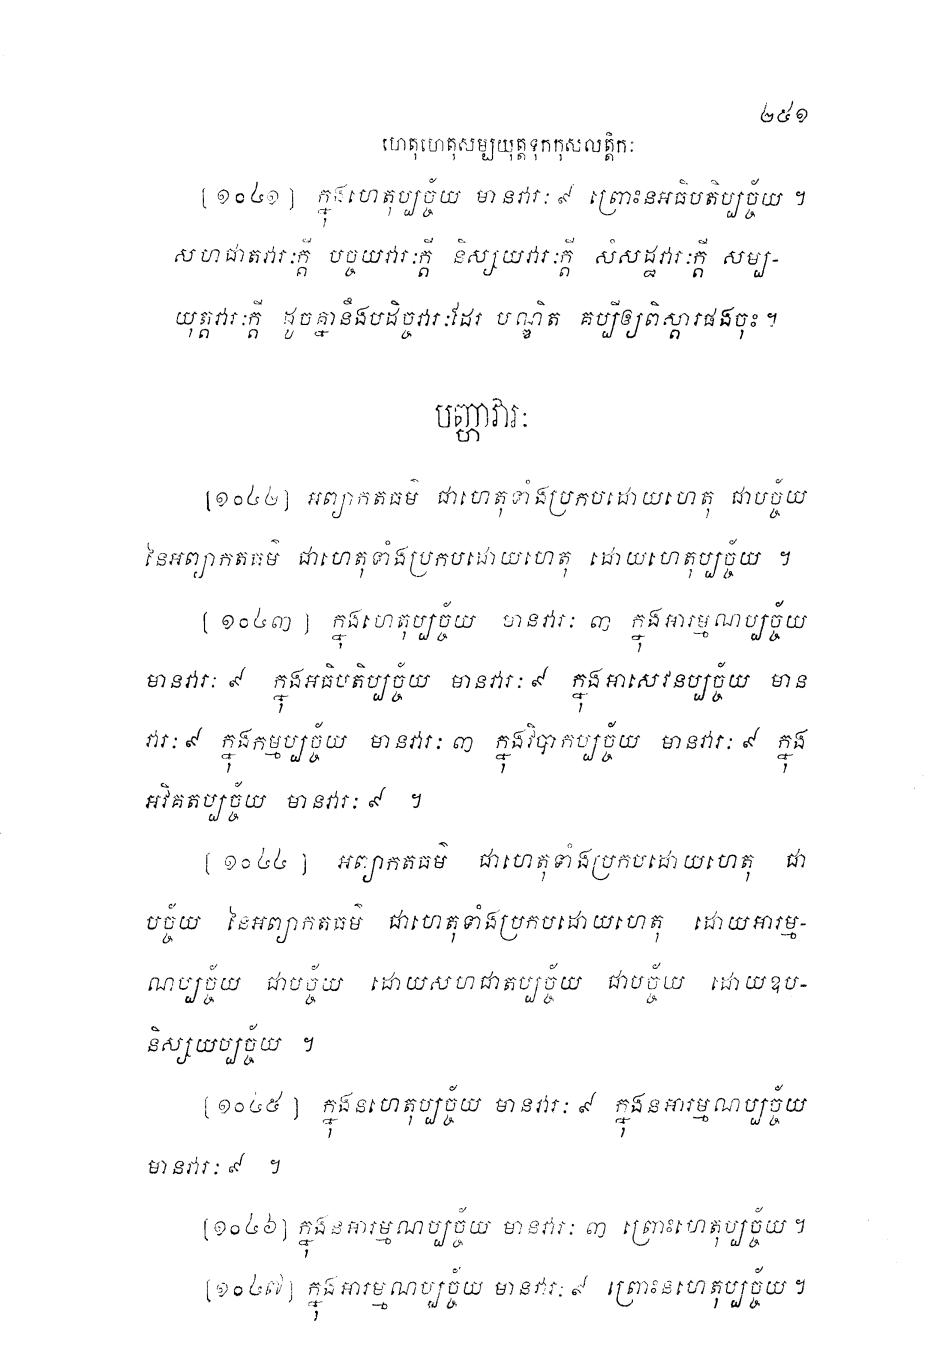 ២៥១
ហេតុហេតុសម្បយុត្តទុកកុសលត្តិកៈ
[១០៤១] ក្នុងហេតុប្បច្ច័យ មានវារៈ ៩ ព្រោះនអធិបតិប្បច្ច័យ ។
សហជាតវារៈក្តី បច្ចយវារៈក្តី និស្សយវារៈក្តី សំសដ្ឋវារៈក្តី សម្ប-
យុត្តវារៈក្តី ដូចគ្នានឹងបដិច្ចវារៈដែរ បណ្ឌិត គប្បីឲ្យពិស្តារផងចុះ ។
បញ្ហាវារៈ
[១០៤២] អព្យាកតធម៌ ជាហេតុទាំងប្រកបដោយហេតុ ជាបច្ច័យ
នៃអព្យាកតធម៌ ជាហេតុទាំងប្រកបដោយហេតុ ដោយហេតុប្បច្ច័យ ។
[១០៤៣] ក្នុងហេតុប្បច្ច័យ មានវារៈ ៣ ក្នុងអារម្មណប្បច្ច័យ
មានវារៈ ៩ ក្នុងអធិបតិប្បច្ច័យ មានវារៈ ៩ ក្នុងអាសេវនប្បច្ច័យ មាន
វារៈ ៩ ក្នុងកម្មប្បច្ច័យ មានវារៈ ៣ ក្នុងវិបាកប្បច្ច័យ មានវារៈ ៩ ក្នុង
អវិគតប្បច្ច័យ មានវារៈ ៩ ។
[១០៤៤] អព្យាកតធម៌ ជាហេតុទាំងប្រកបដោយហេតុ ជា
បច្ច័យ នៃអព្យាកតធម៌ ជាហេតុទាំងប្រកបដោយហេតុ ដោយអារម្ម-
ណប្បច្ច័យ ជាបច្ច័យ ដោយសហជាតប្បច្ច័យ ជាបច្ច័យ ដោយឧប-
និស្សយប្បច្ច័យ ។
[១០៤៥] ក្នុងនហេតុប្បច្ច័យ មានវារៈ ៩ ក្នុងនអារម្មណប្បច្ច័យ
មានវារៈ ៩ ។
[១០៤៦] ក្នុងនអារម្មណប្បច្ច័យ មានវារៈ ៣ ព្រោះហេតុប្បច្ច័យ ។
[១០៤៧] ក្នុងអារម្មណប្បច្ច័យ មានវារៈ ៩ ព្រោះនហេតុប្បច្ច័យ ។